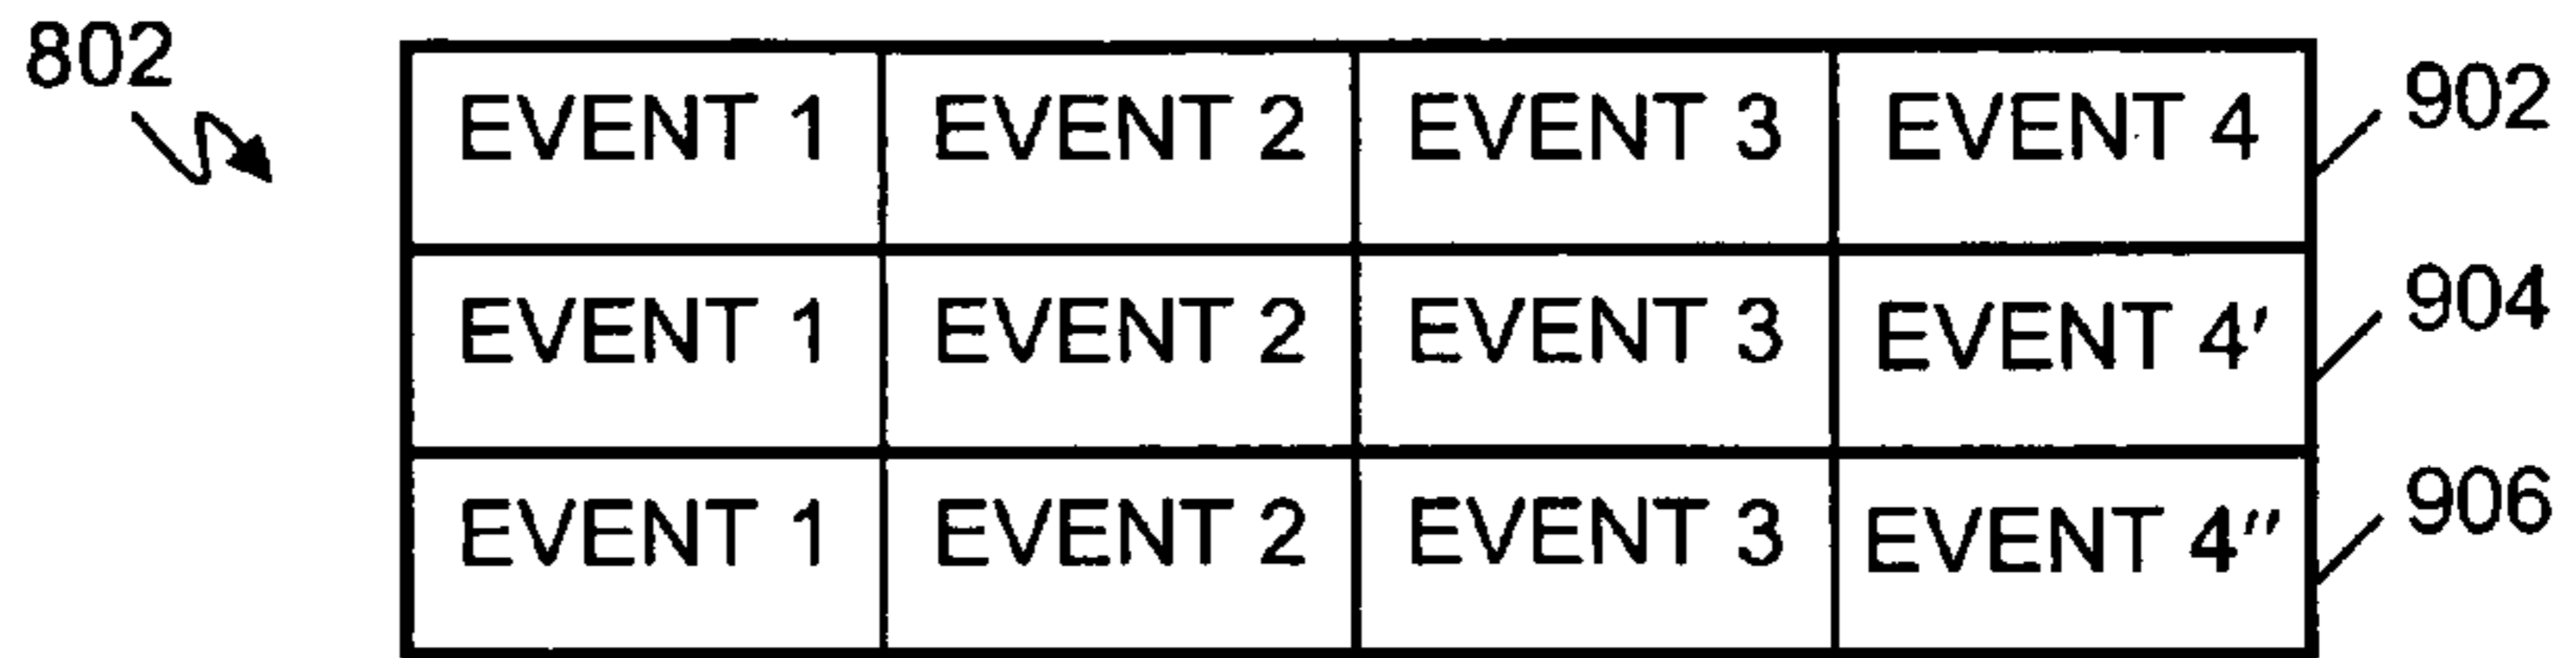 802
EVENT 1 EVENT 2 EVENT 3 EVENT 4 902
EVENT 1 EVENT 2 EVENT 3 EVENT 4′ 904
EVENT 1 EVENT 2 EVENT 3 EVENT 4″ 906